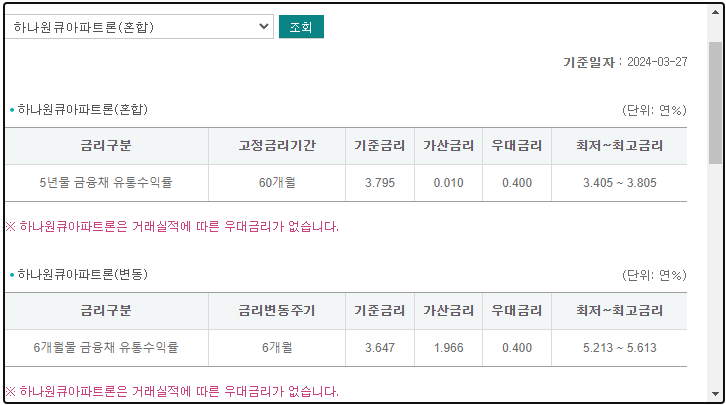 하나원큐아파트론(혼합) 조회
기준일자 : 2024-03-27
• 하나원큐아파트론(혼합) (단위: 연%)
금리구분 고정금리기간 기준금리 가산금리 우대금리 최저~최고금리
5년물 금융채 유통수익률 60개월 3.795 0.010 0.400 3.405 ~ 3.805
※ 하나원큐아파트론은 거래실적에 따른 우대금리가 없습니다.
• 하나원큐아파트론(변동) (단위: 연%)
금리구분 금리변동주기 기준금리 가산금리 우대금리 최저~최고금리
6개월물 금융채 유통수익률 6개월 3.647 1.966 0.400 5.213 ~ 5.613
※ 하나원큐아파트론은 거래실적에 따른 우대금리가 없습니다.